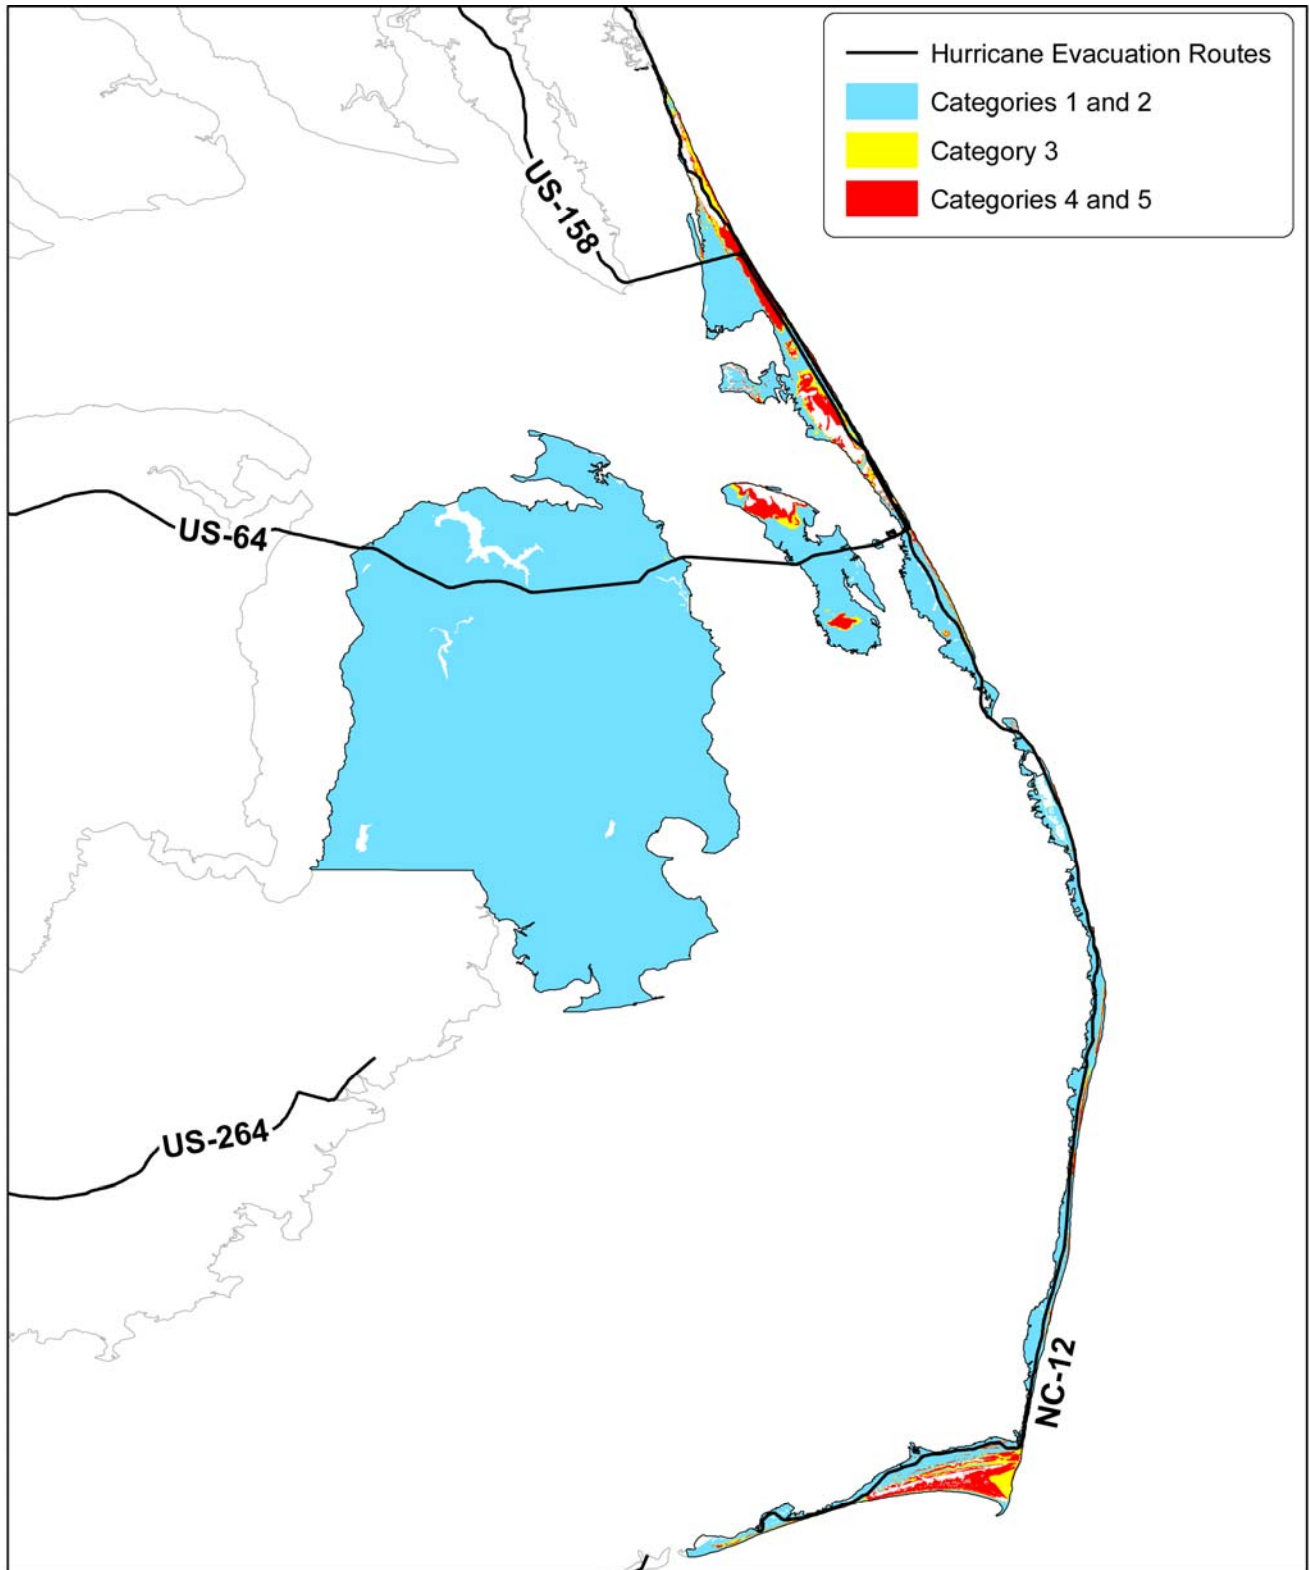 Hurricane Evacuation Routes
Categories 1 and 2
Category 3
Categories 4 and 5
US-158
US-64
US-264
NC-12